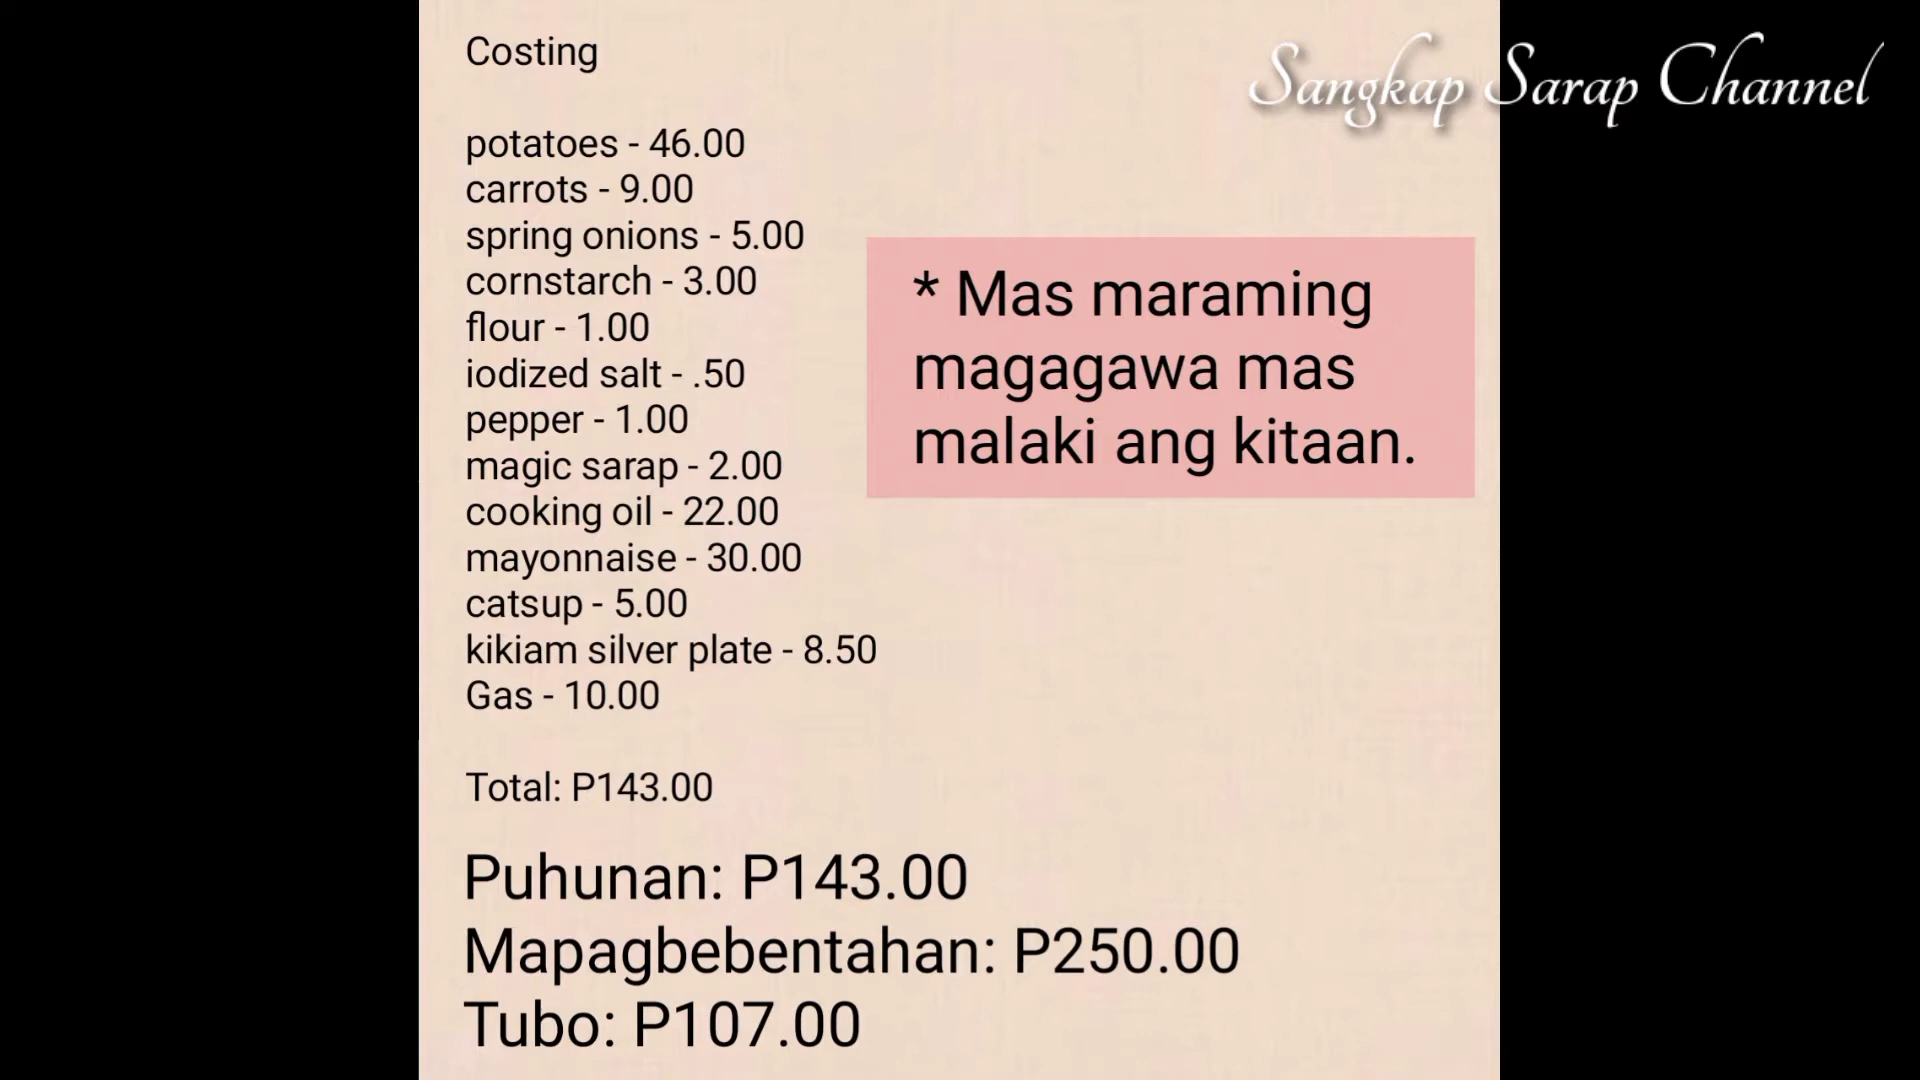 Costing
Sangkap Sarap Channel
potatoes - 46.00
carrots - 9.00
spring onions - 5.00
cornstarch - 3.00
flour - 1.00
iodized salt - .50
pepper - 1.00
magic sarap - 2.00
cooking oil - 22.00
mayonnaise - 30.00
catsup - 5.00
kikiam silver plate - 8.50
Gas - 10.00
* Mas maraming
magagawa mas
malaki ang kitaan.
Total: P143.00
Puhunan: P143.00
Mapagbebentahan: P250.00
Tubo: P107.00